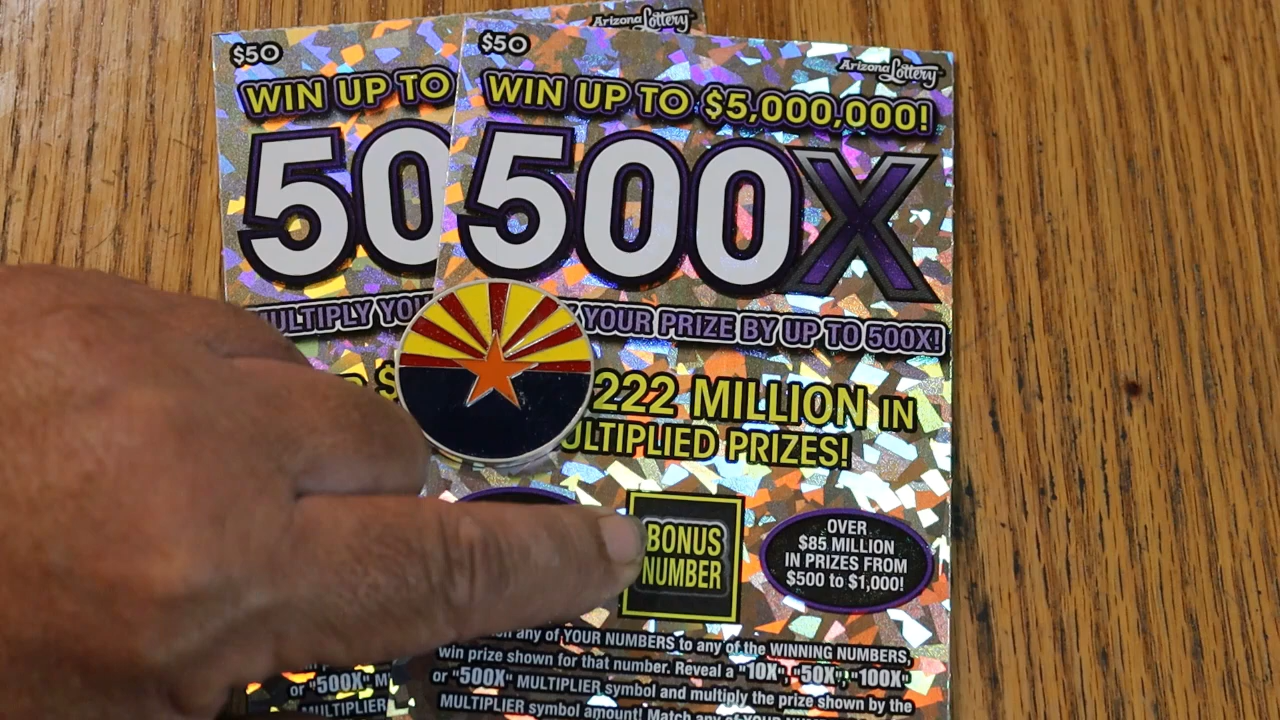 $50
Arizona Lottery
WIN UP TO
50
MULTIPLY YOU
$
or "500X" M
MULTIPLIER
$50
Arizona Lottery
WIN UP TO $5,000,000!
500X
YOUR PRIZE BY UP TO 500X!
222 MILLION IN
ULTIPLIED PRIZES!
BONUS
NUMBER
OVER
$85 MILLION
IN PRIZES FROM
$500 to $1,000!
any of YOUR NUMBERS to any of the WINNING NUMBERS,
win prize shown for that number. Reveal a "10X", "50X", "100X"
or "500X" MULTIPLIER symbol and multiply the prize shown by the
MULTIPLIER symbol amount! Match any of YOUR